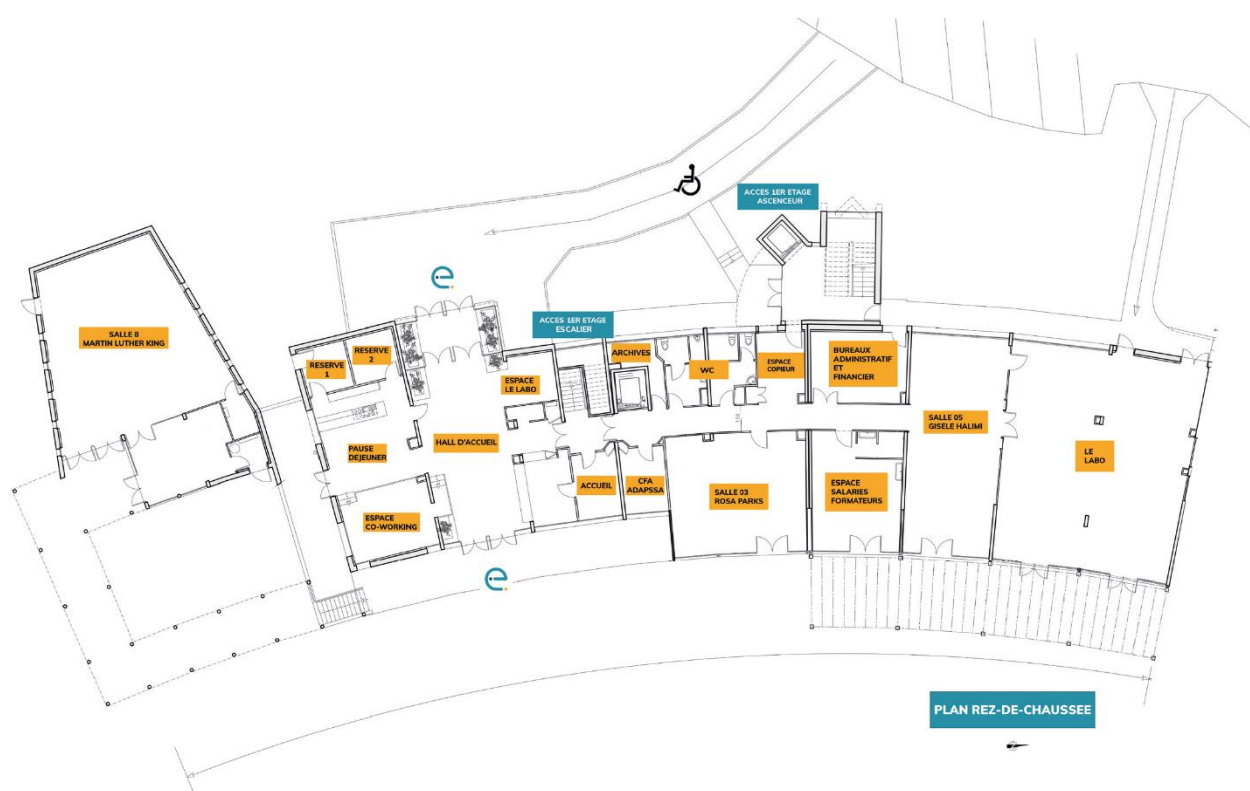 ACCES 1ER ETAGE
ASCENCEUR
e.
ACCES 1ER ETAGE
ESCALIER
SALLE 8
MARTIN LUTHER KING
RESERVE
1
RESERVE
2
ARCHIVES
WC
ESPACE
COPIEUR
BUREAUX
ADMINISTRATIF
ET
FINANCIER
ESPACE
LE LABO
SALLE 05
GISELE HALIMI
PAUSE
DEJEUNER
HALL D'ACCUEIL
LE
LABO
ACCUEIL
CFA
ADAPSSA
SALLE 03
ROSA PARKS
ESPACE
SALARIES
FORMATEURS
ESPACE
CO-WORKING
e.
PLAN REZ-DE-CHAUSSEE